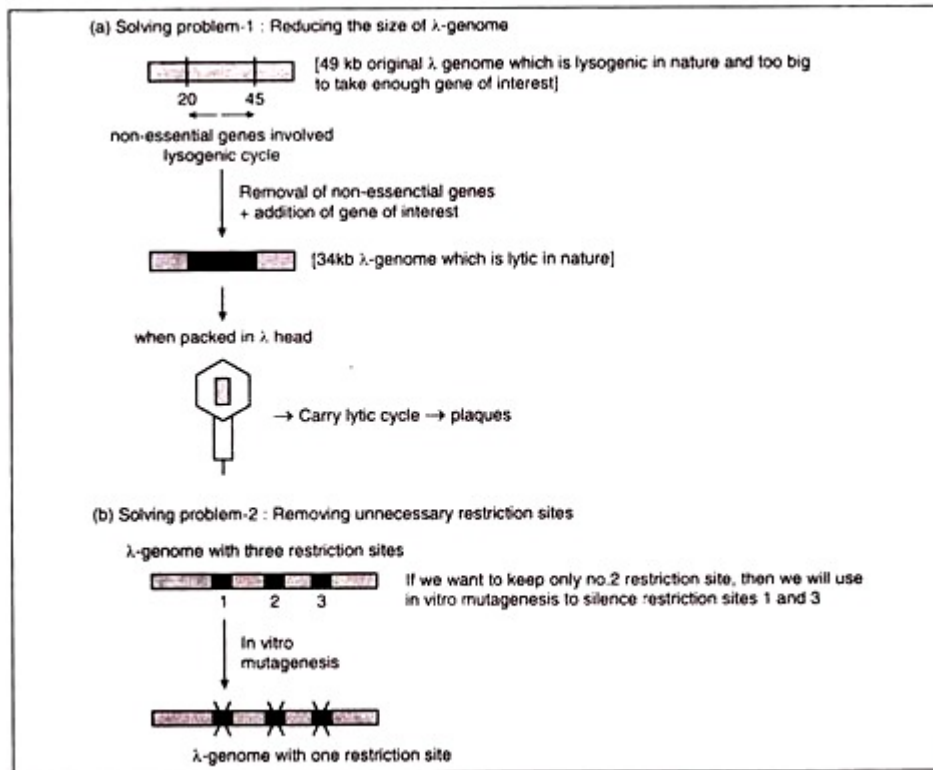 (a) Solving problem-1 : Reducing the size of λ-genome
[49 kb original λ genome which is lysogenic in nature and too big
to take enough gene of interest]
20 45
non-essential genes involved
lysogenic cycle
Removal of non-essenctial genes
+ addition of gene of interest
[34kb λ-genome which is lytic in nature]
when packed in λ head
→ Carry lytic cycle → plaques
(b) Solving problem-2 : Removing unnecessary restriction sites
λ-genome with three restriction sites
If we want to keep only no.2 restriction site, then we will use
in vitro mutagenesis to silence restriction sites 1 and 3
1 2 3
In vitro
mutagenesis
λ-genome with one restriction site